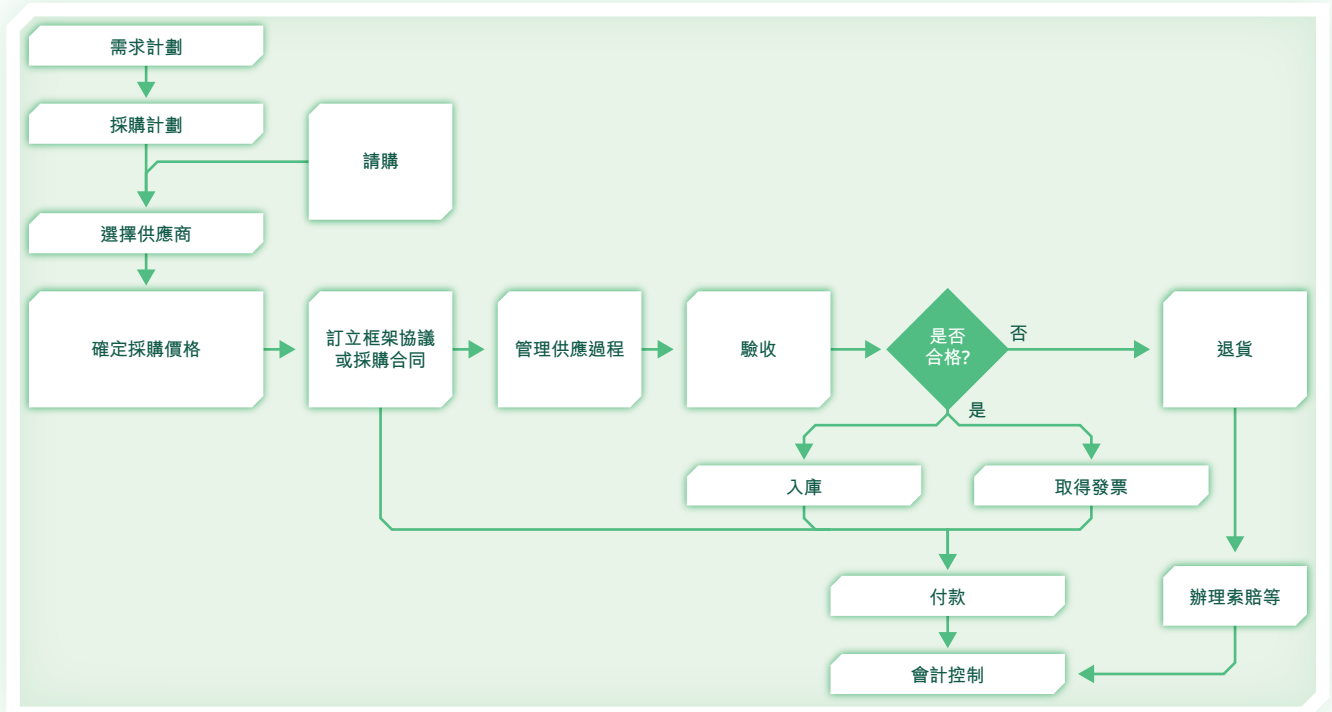 需求計劃
採購計劃
請購
選擇供應商
確定採購價格
訂立框架協議
或採購合同
管理供應過程
驗收
是否
合格?
否
退貨
是
入庫
取得發票
付款
辦理索賠等
會計控制